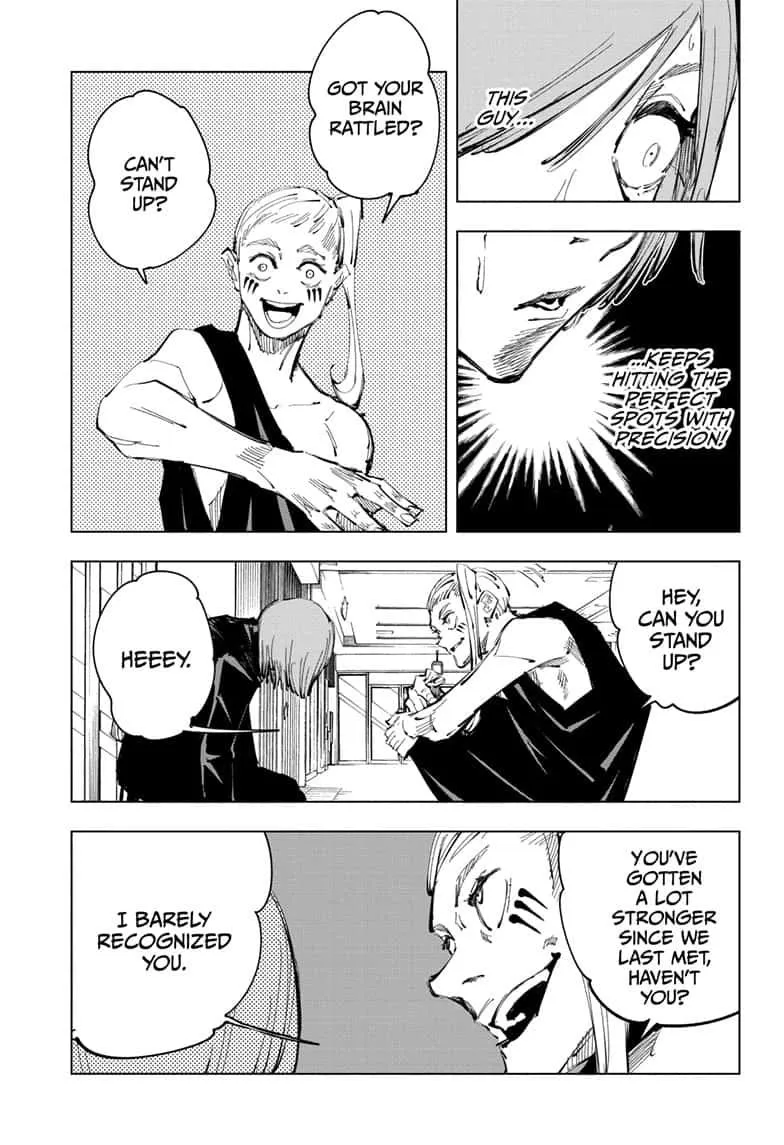 THIS
GUY...
...KEEPS
HITTING THE
PERFECT
SPOTS WITH
PRECISION!
GOT YOUR
BRAIN
RATTLED?
CAN'T
STAND
UP?
HEY,
CAN YOU
STAND
UP?
HEEEY.
YOU'VE
GOTTEN
A LOT
STRONGER
SINCE WE
LAST MET,
HAVEN'T
YOU?
I BARELY
RECOGNIZED
YOU.